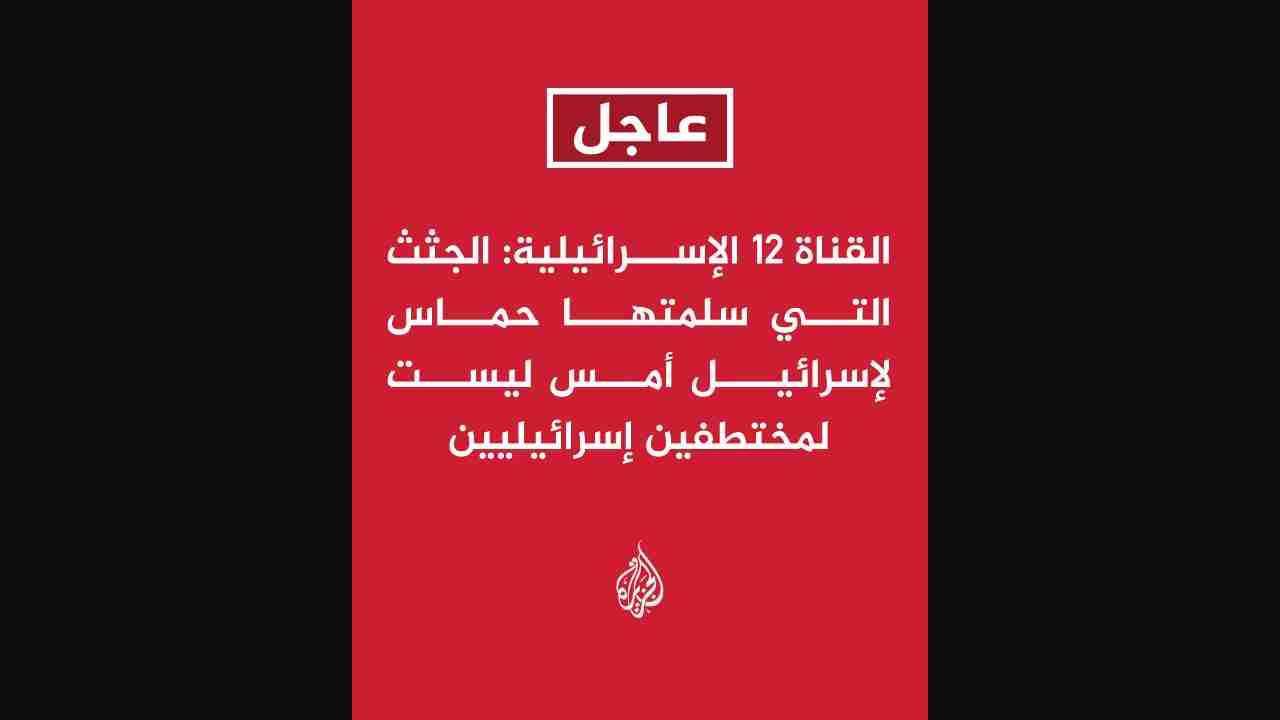 عاجل
القناة 12 الإسرائيلية: الجثث
التي سلمتها حماس
لإسرائيل أمس ليست
لمختطفين إسرائيليين
الجزيرة